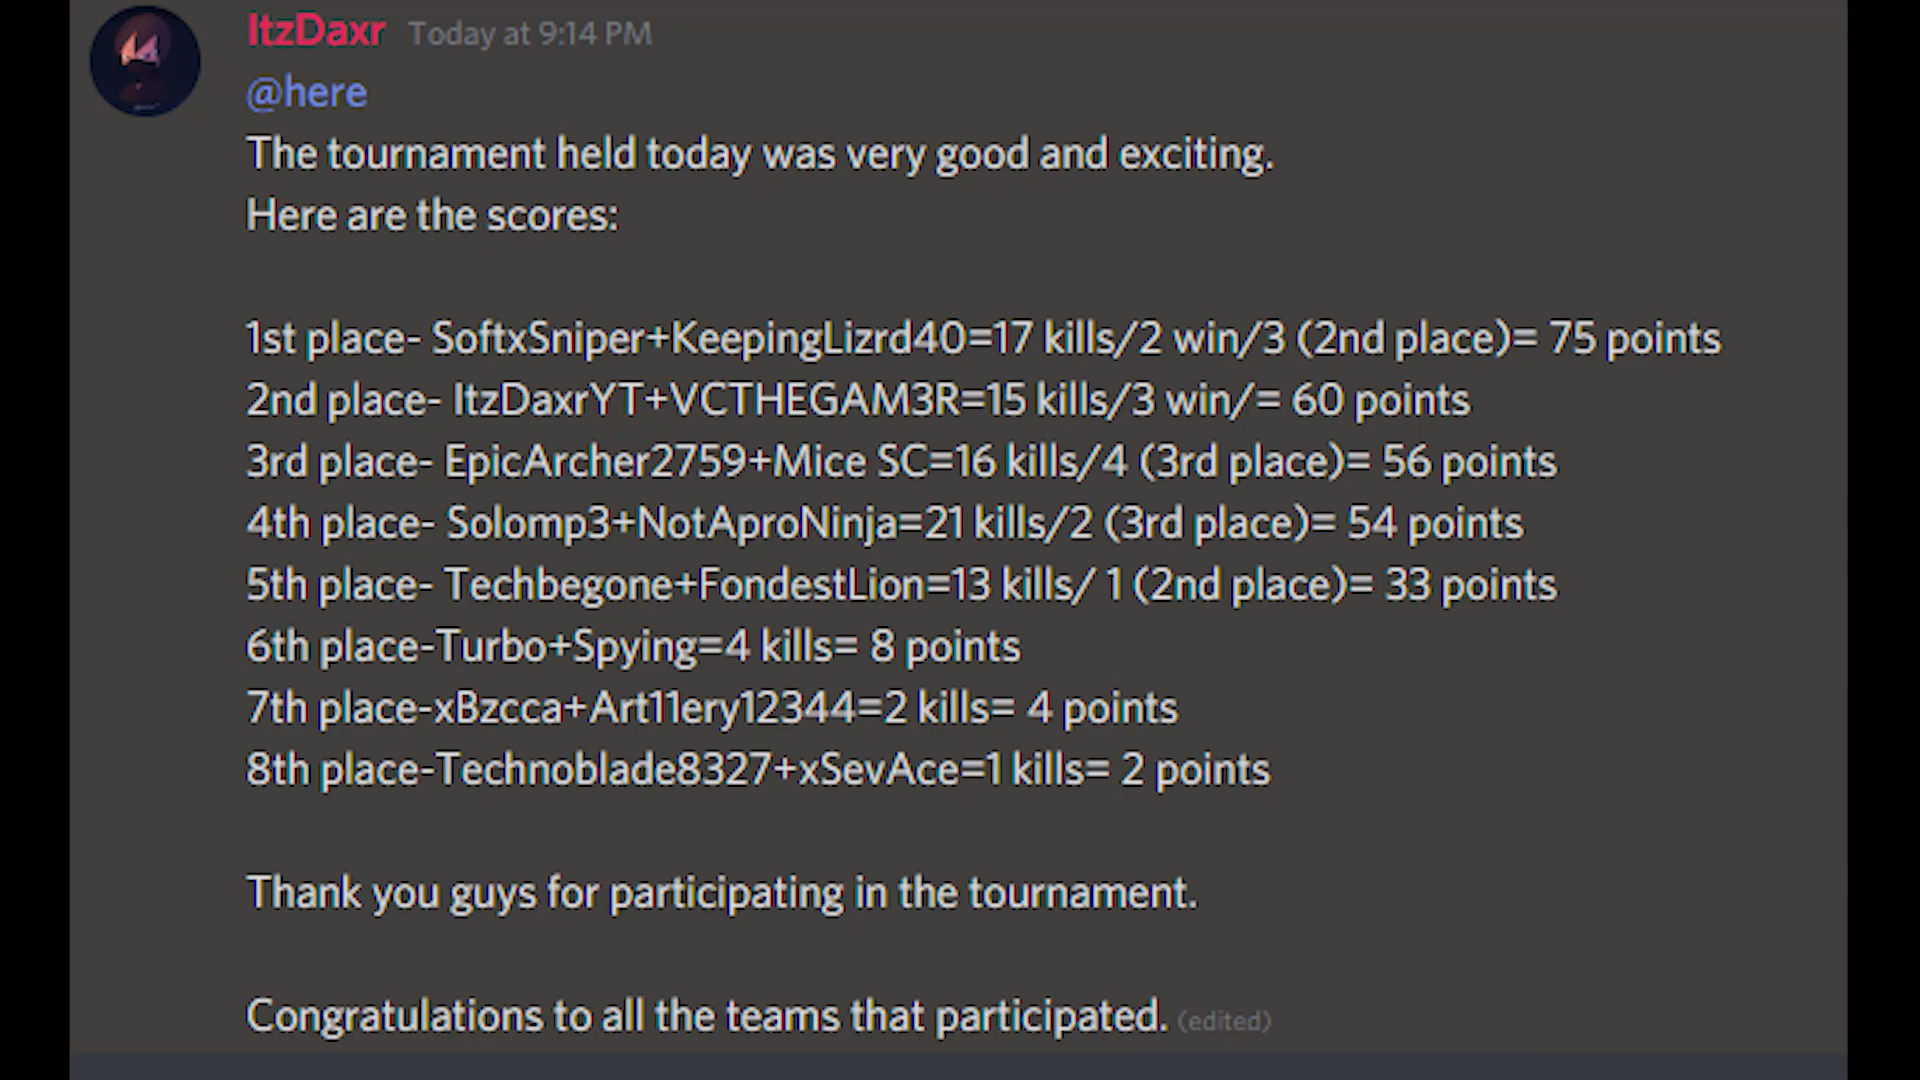 ItzDaxr Today at 9:14 PM
@here
The tournament held today was very good and exciting.
Here are the scores:
1st place- SoftxSniper+KeepingLizrd40=17 kills/2 win/3 (2nd place)= 75 points
2nd place- ItzDaxrYT+VCTHEGAM3R=15 kills/3 win/= 60 points
3rd place- EpicArcher2759+Mice SC=16 kills/4 (3rd place)= 56 points
4th place- Solomp3+NotAproNinja=21 kills/2 (3rd place)= 54 points
5th place- Techbegone+FondestLion=13 kills/ 1 (2nd place)= 33 points
6th place-Turbo+Spying=4 kills= 8 points
7th place-xBzcca+Art11ery12344=2 kills= 4 points
8th place-Technoblade8327+xSevAce=1 kills= 2 points
Thank you guys for participating in the tournament.
Congratulations to all the teams that participated. (edited)